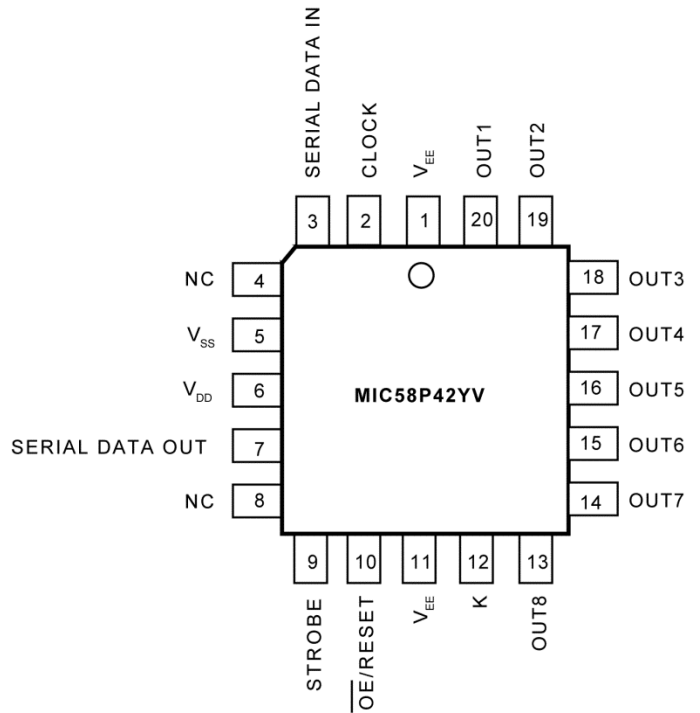 SERIAL DATA IN
CLOCK
VEE
OUT1
OUT2
3
2
1
20
19
NC
4
18
OUT3
VSS
5
17
OUT4
VDD
6
MIC58P42YV
16
OUT5
SERIAL DATA OUT
7
15
OUT6
NC
8
14
OUT7
9
10
11
12
13
STROBE
OE/RESET
VEE
K
OUT8